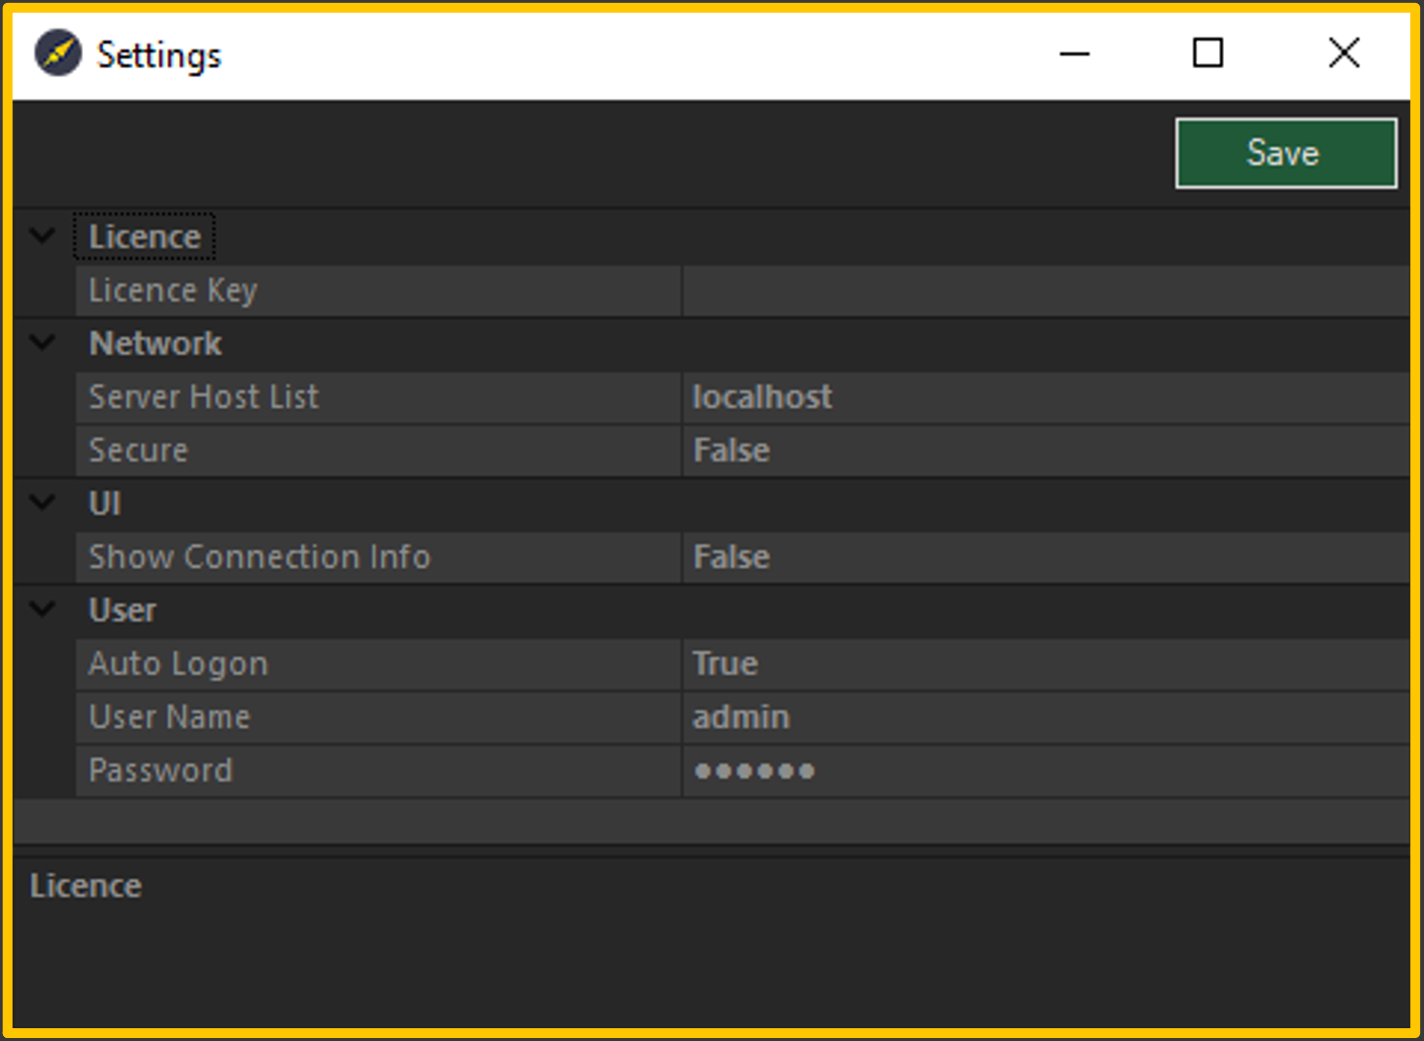 Settings
Save
Licence
Licence Key
Network
Server Host List localhost
Secure False
UI
Show Connection Info False
User
Auto Logon True
User Name admin
Password ●●●●●●
Licence